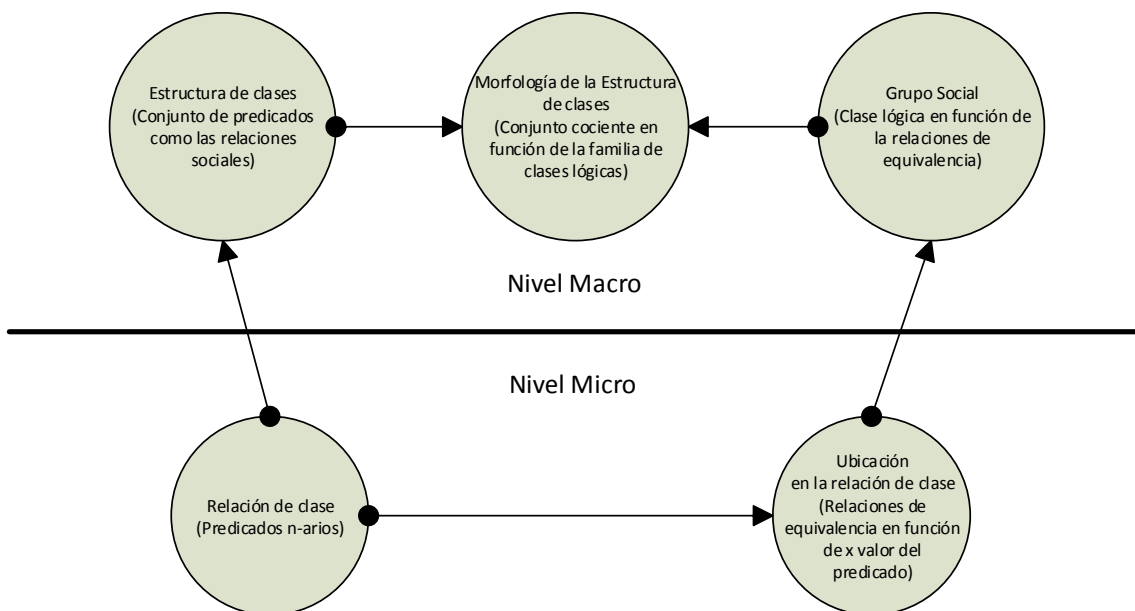 Estructura de clases
(Conjunto de predicados
como las relaciones
sociales)
Morfología de la Estructura
de clases
(Conjunto cociente en
función de la familia de
clases lógicas)
Grupo Social
(Clase lógica en función de
la relaciones de
equivalencia)
Nivel Macro
Nivel Micro
Relación de clase
(Predicados n-arios)
Ubicación
en la relación de clase
(Relaciones de
equivalencia en función
de x valor del
predicado)